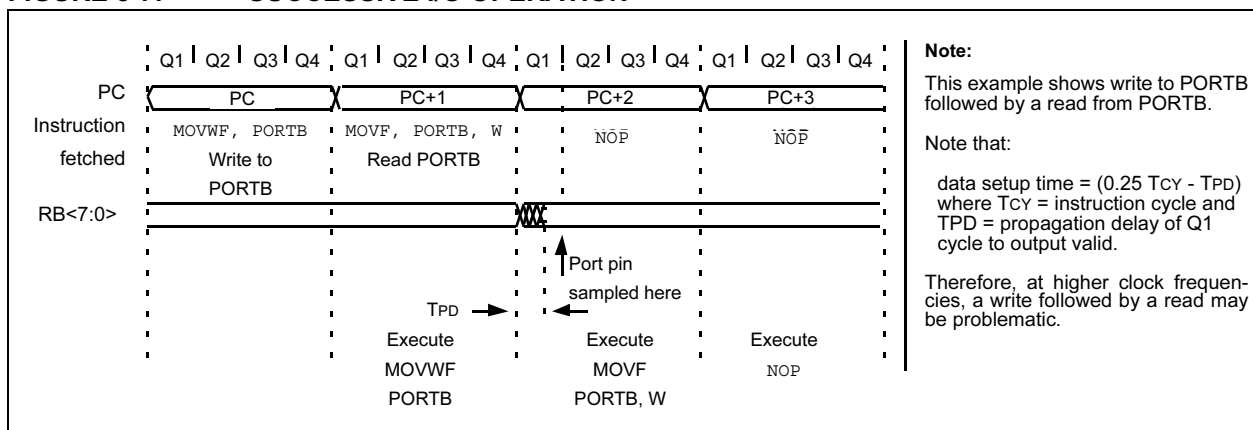 Q1 Q2 Q3 Q4 Q1 Q2 Q3 Q4 Q1 Q2 Q3 Q4 Q1 Q2 Q3 Q4
PC PC PC+1 PC+2 PC+3
Instruction
fetched
MOVWF, PORTB
Write to
PORTB
MOVF, PORTB, W
Read PORTB
NOP
NOP
RB<7:0>
Port pin
sampled here
TPD
Execute
MOVWF
PORTB
Execute
MOVF
PORTB, W
Execute
NOP
Note:
This example shows write to PORTB
followed by a read from PORTB.
Note that:
data setup time = (0.25 TCY - TPD)
where TCY = instruction cycle and
TPD = propagation delay of Q1
cycle to output valid.
Therefore, at higher clock frequen-
cies, a write followed by a read may
be problematic.